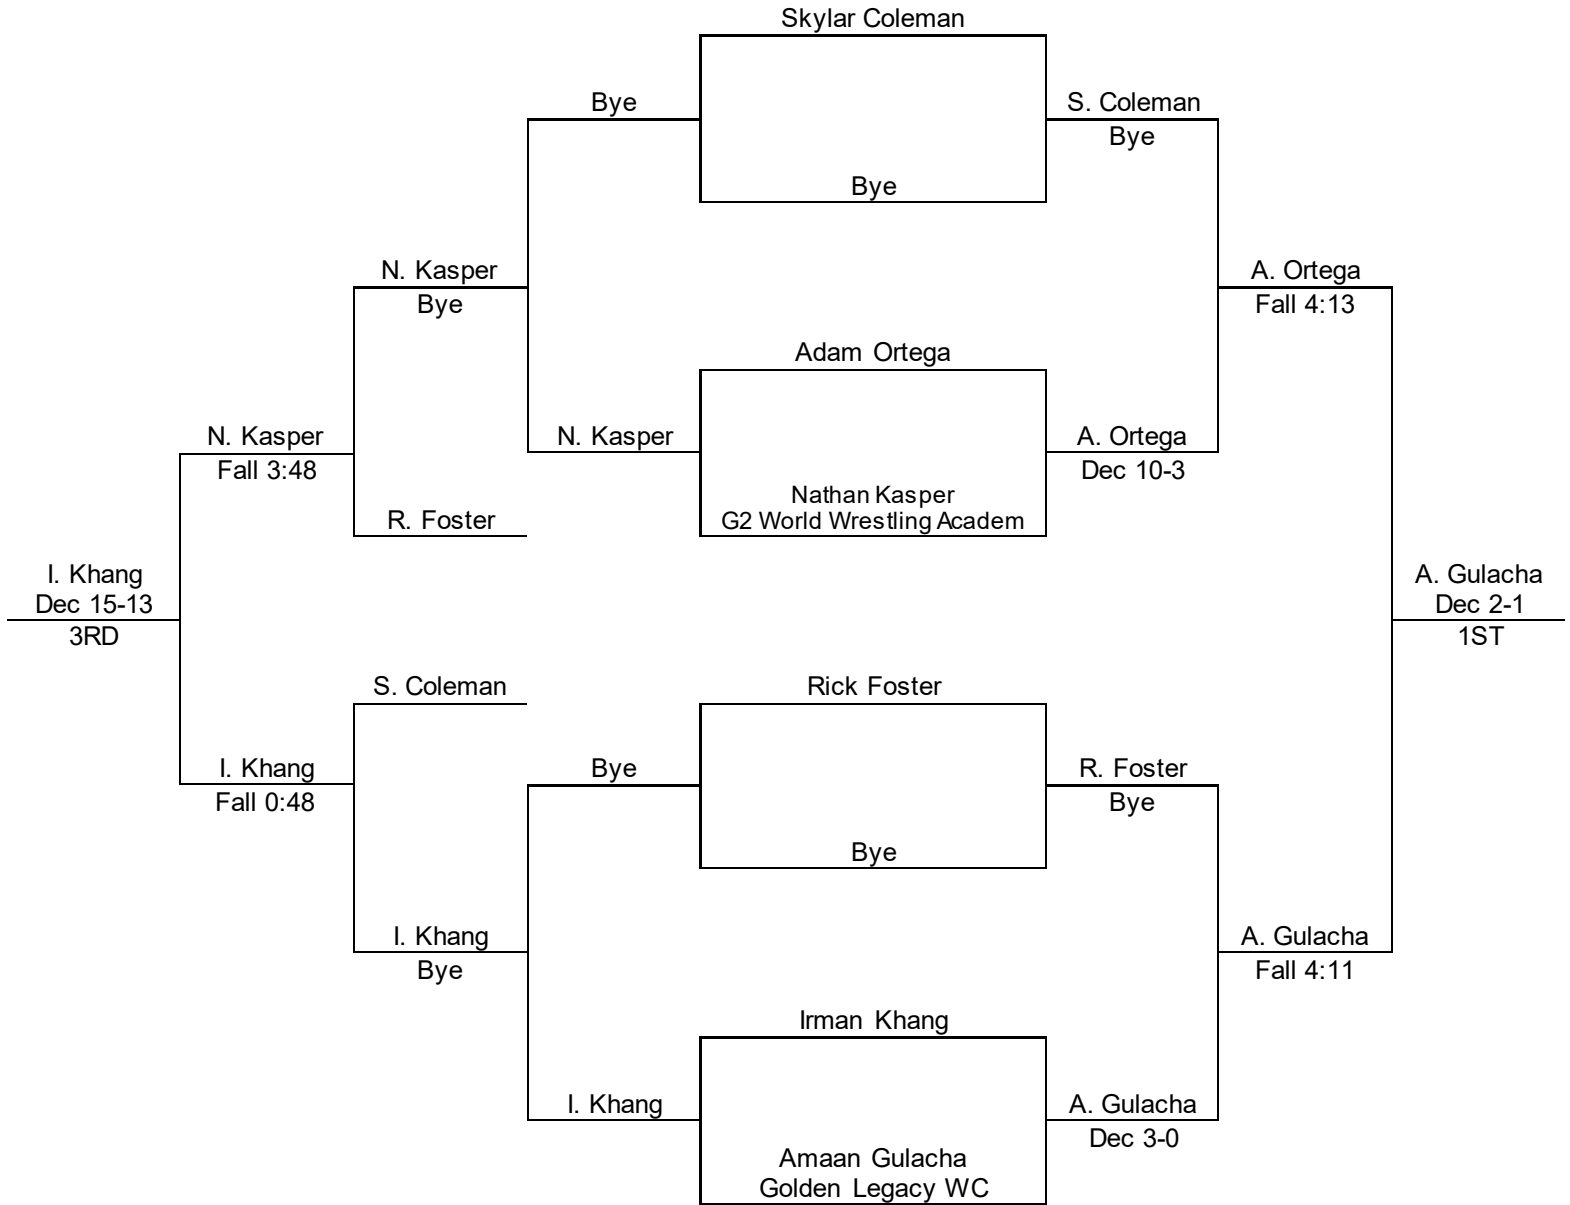 Skylar Coleman
Bye
S. Coleman
Bye
Bye
N. Kasper
Bye
A. Ortega
Fall 4:13
Adam Ortega
N. Kasper
Fall 3:48
N. Kasper
A. Ortega
Dec 10-3
Nathan Kasper
G2 World Wrestling Academ
R. Foster
I. Khang
Dec 15-13
3RD
A. Gulacha
Dec 2-1
1ST
S. Coleman
Rick Foster
I. Khang
Fall 0:48
Bye
R. Foster
Bye
Bye
I. Khang
Bye
A. Gulacha
Fall 4:11
Irman Khang
I. Khang
A. Gulacha
Dec 3-0
Amaan Gulacha
Golden Legacy WC